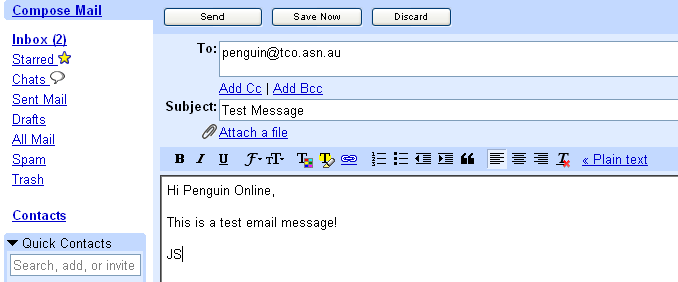 Compose Mail
Send Save Now Discard
Inbox (2)
Starred
Chats
Sent Mail
Drafts
All Mail
Spam
Trash
Contacts
Quick Contacts
Search, add, or invite
To: penguin@tco.asn.au
Add Cc | Add Bcc
Subject: Test Message
Attach a file
B I U F TT T T T « Plain text
Hi Penguin Online,
This is a test email message!
JS